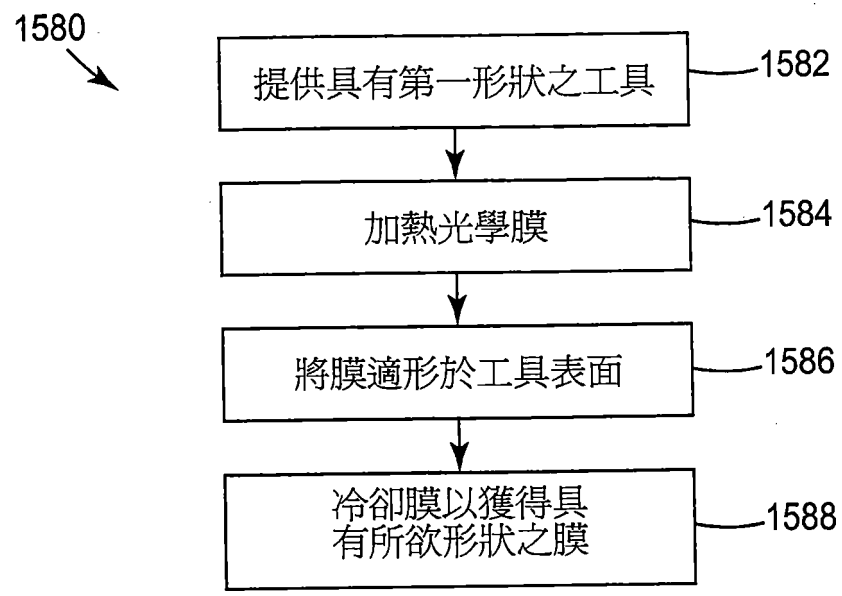 1580
提供具有第一形狀之工具
1582
加熱光學膜
1584
將膜適形於工具表面
1586
冷卻膜以獲得具
有所欲形狀之膜
1588